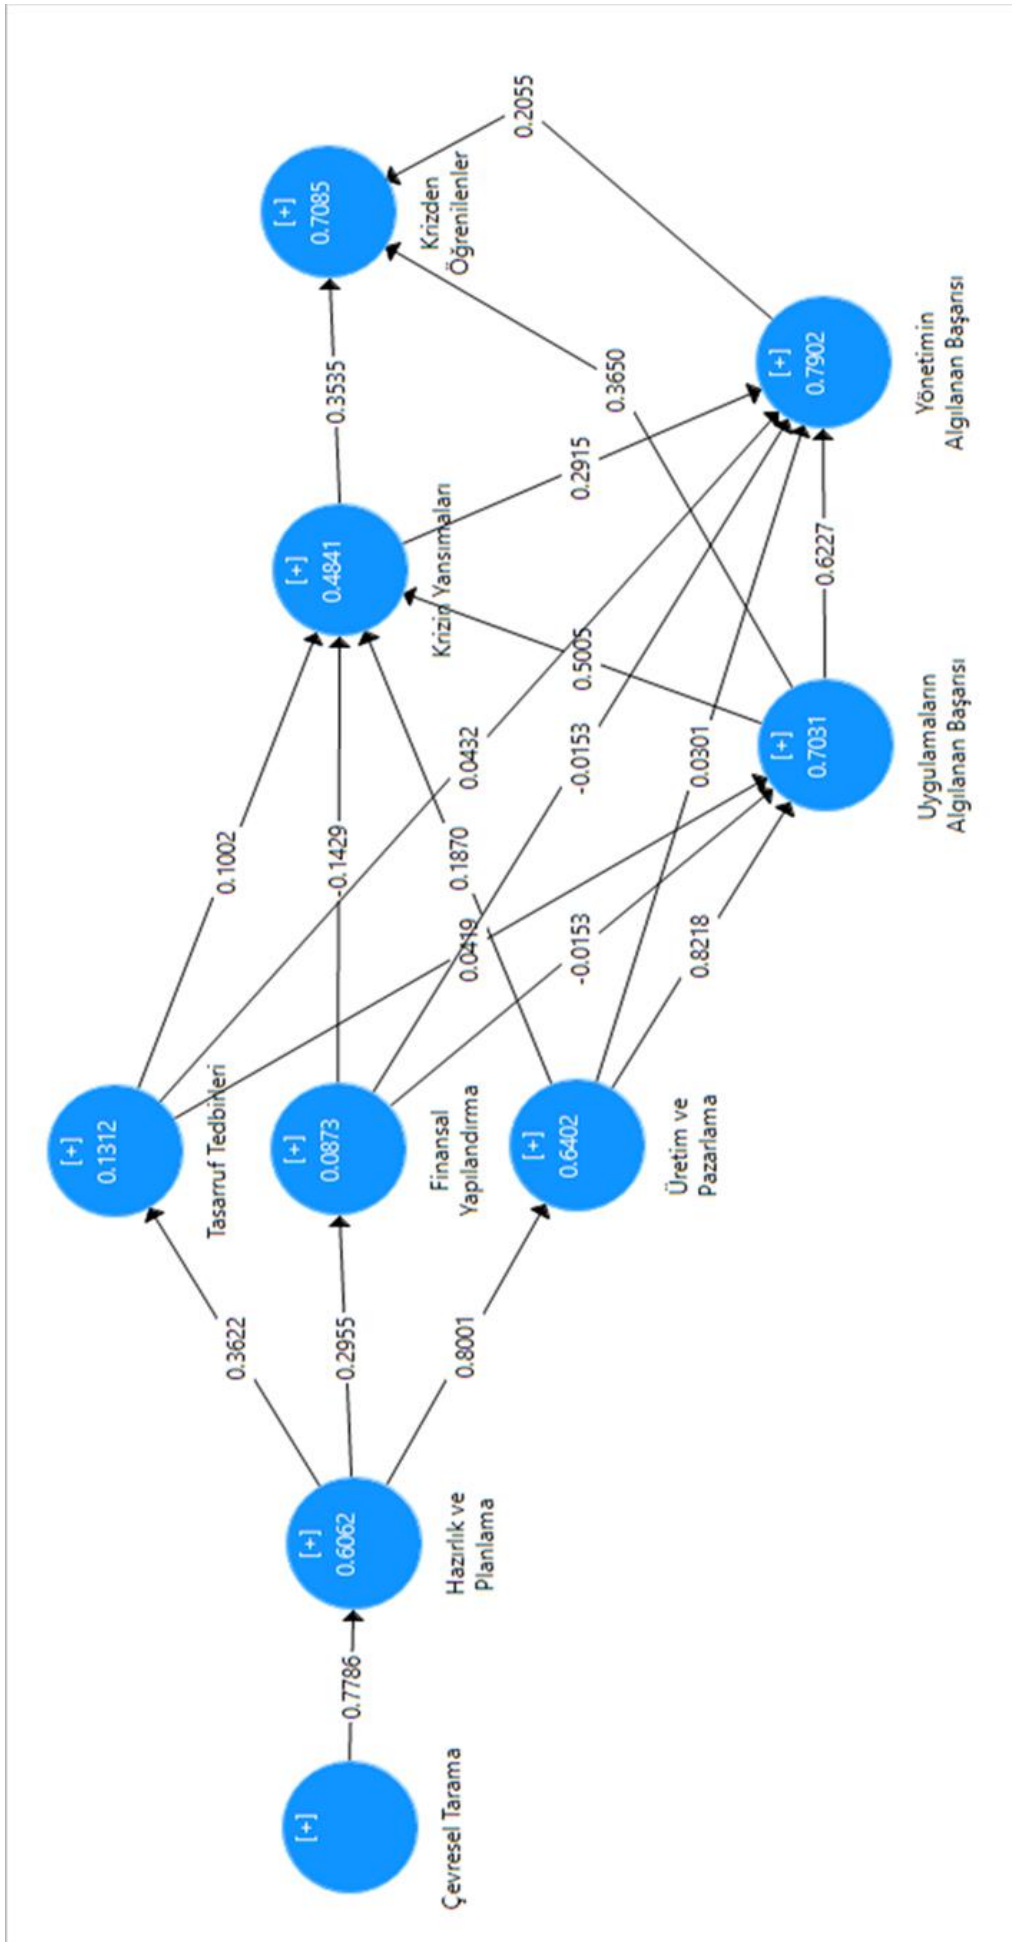 [+]
Çevresel Tarama
0.7786
[+]
0.6062
Hazırlık ve
Planlama
0.3622
0.2955
0.8001
[+]
0.1312
Tasarruf Tedbirleri
[+]
0.0873
Finansal
Yapılandırma
[+]
0.6402
Üretim ve
Pazarlama
0.1002
-0.1429
0.1870
0.0432
-0.0153
0.0301
0.0419
-0.0153
0.8218
[+]
0.4841
Krizin Yansımaları
0.5005
[+]
0.7031
Uygulamaların
Algılanan Başarısı
0.3535
0.2915
0.3650
0.6227
[+]
0.7085
Krizden
Öğrenilenler
0.2055
[+]
0.7902
Yönetimin
Algılanan Başarısı